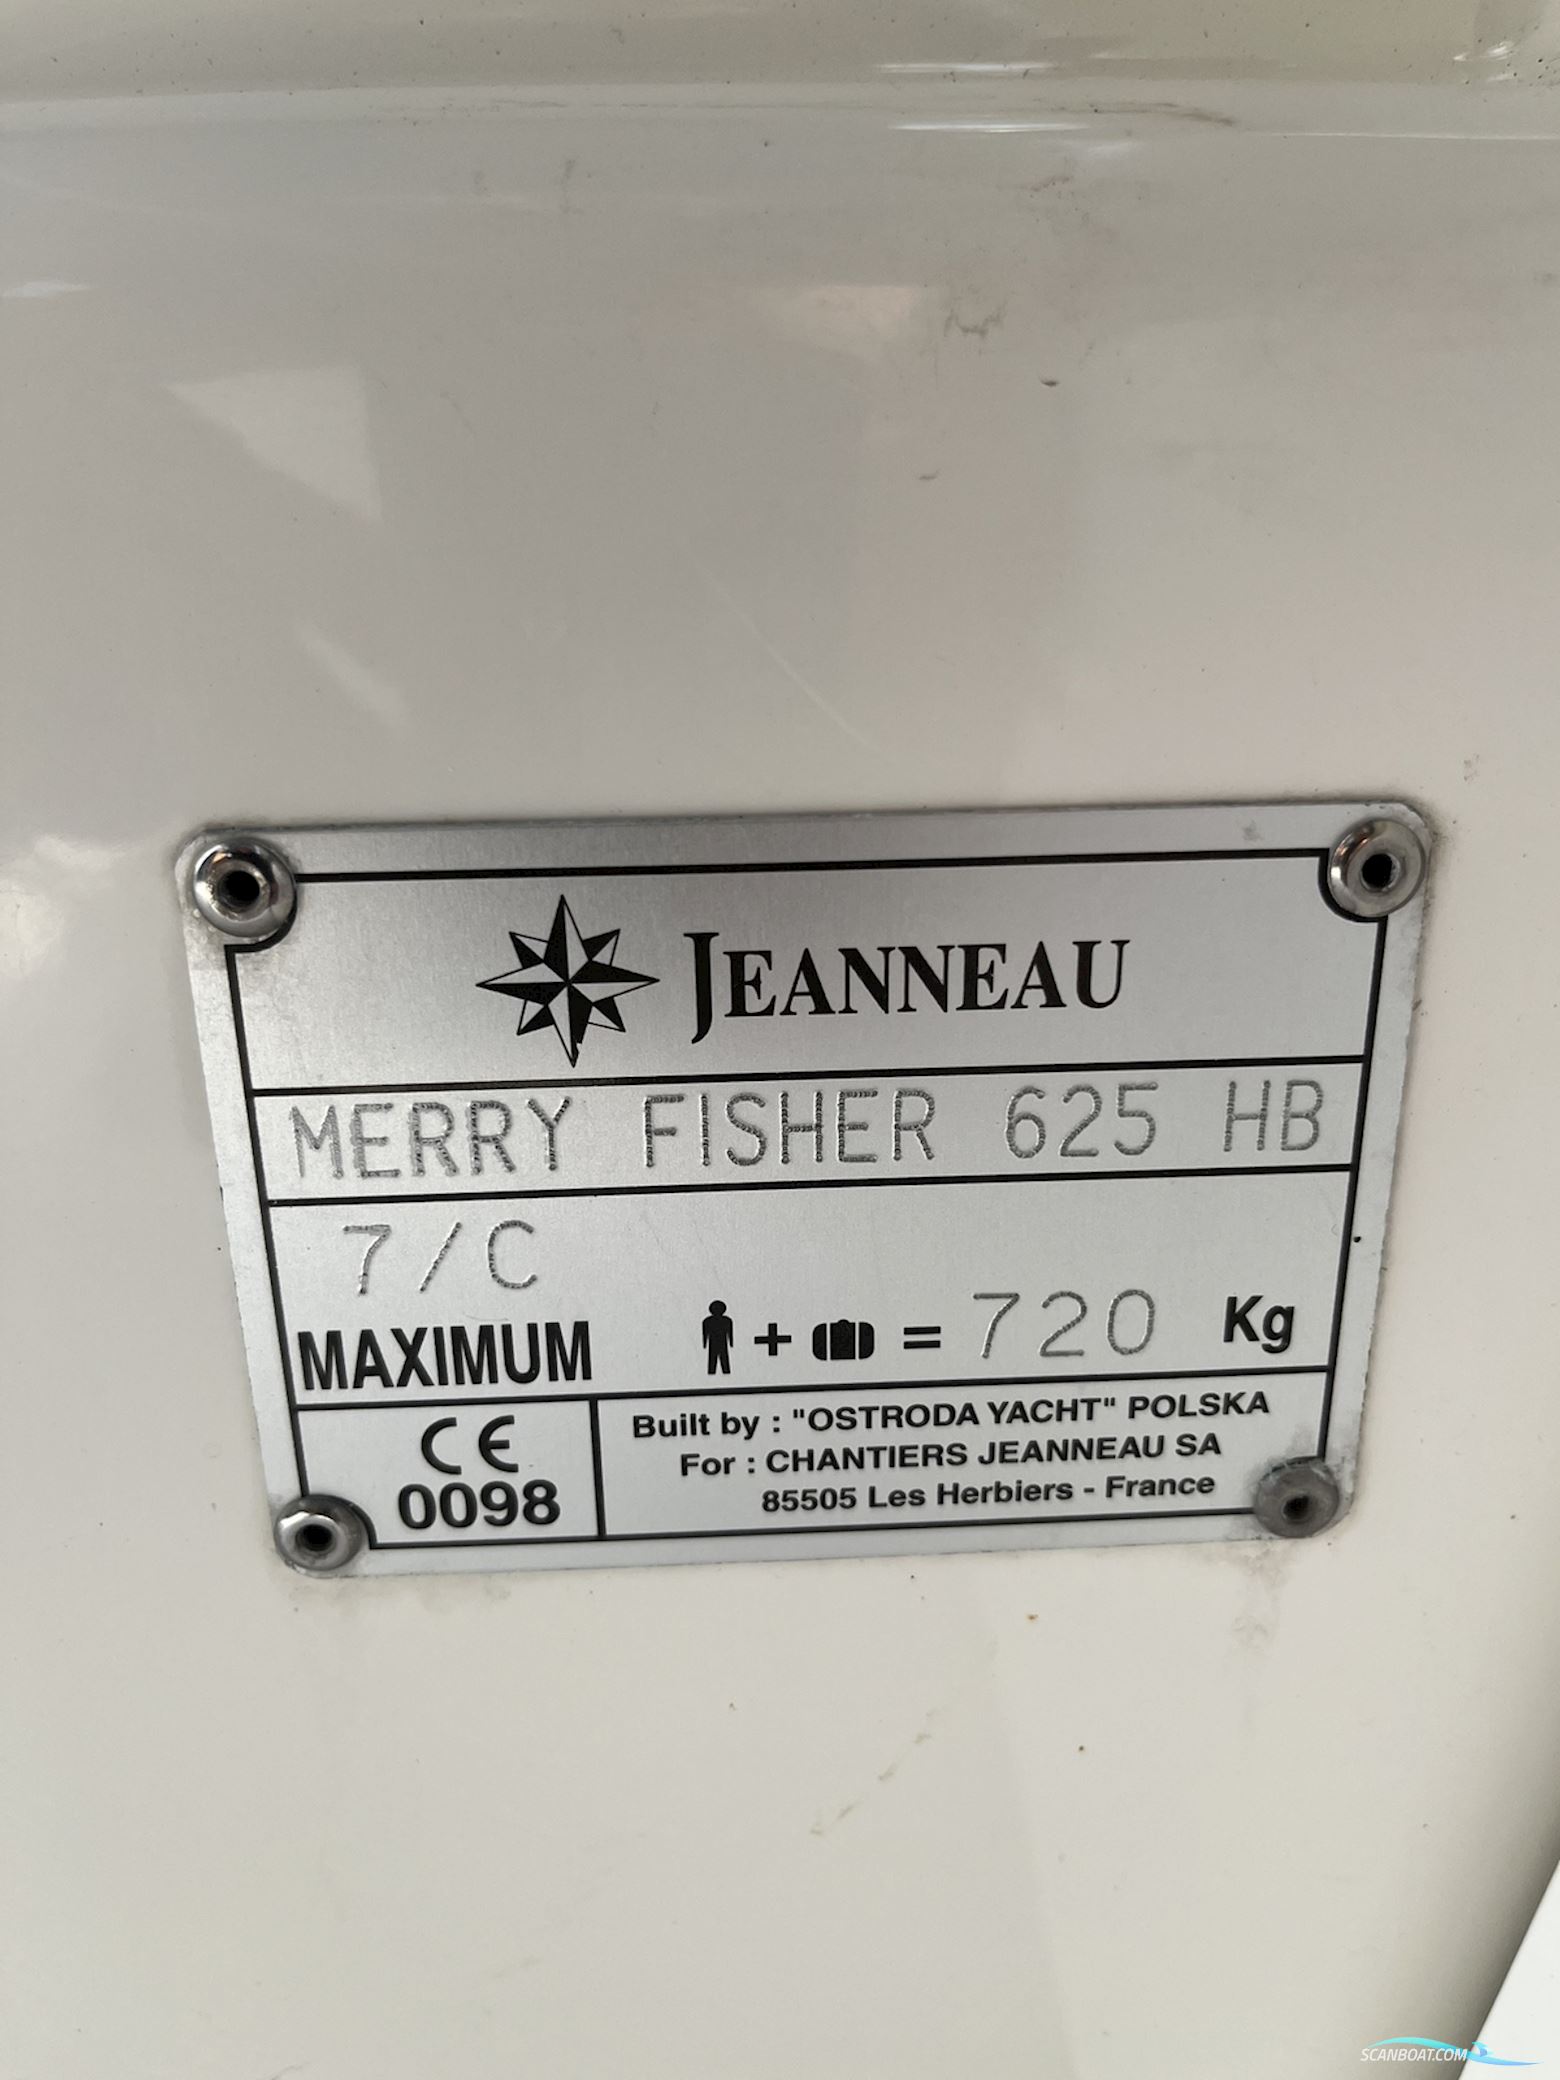 JEANNEAU
MERRY FISHER 625 HB
7/C
MAXIMUM + = 720 Kg
CE
0098
Built by : "OSTRODA YACHT" POLSKA
For : CHANTIERS JEANNEAU SA
85505 Les Herbiers - France
SCANBOAT.COM